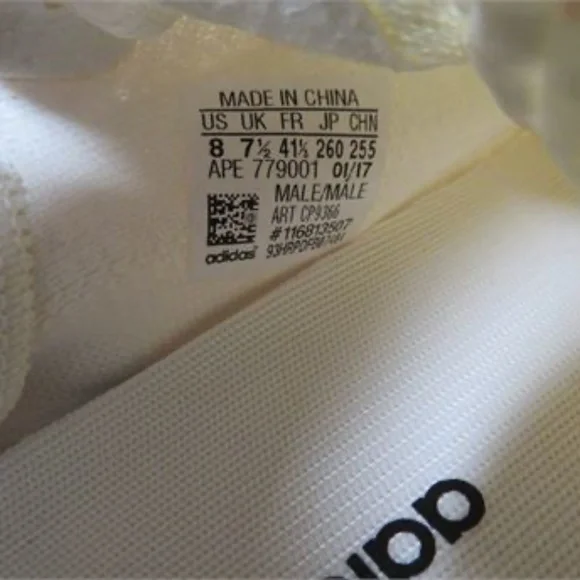 MADE IN CHINA
US UK FR JP CHN
8 7½ 41⅓ 260 255
APE 779001 01/17
MALE/MALE
ART CP9366
#116813507
adidas